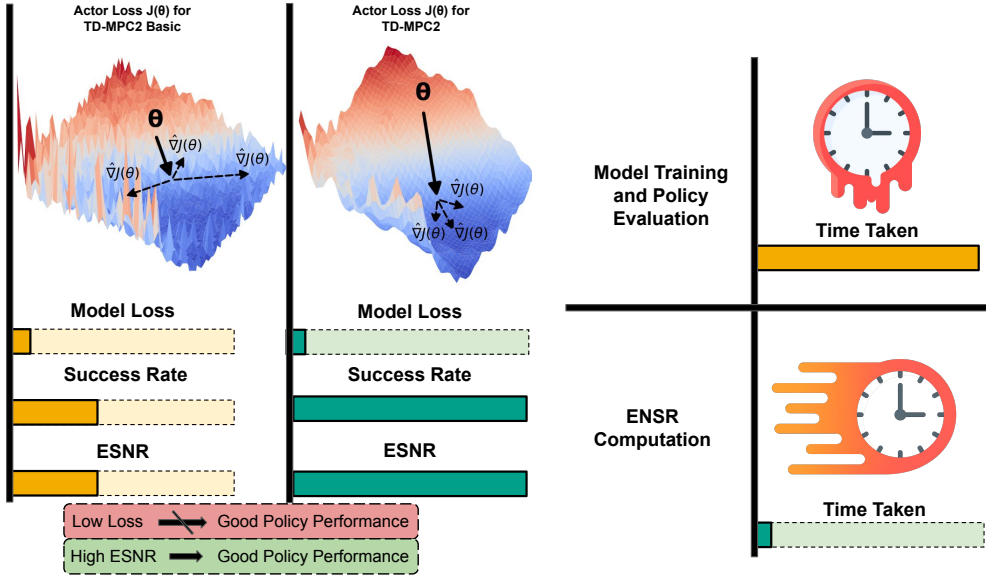 Actor Loss J(θ) for
TD-MPC2 Basic
θ
∇̂J(θ)
∇̂J(θ)
∇̂J(θ)
Model Loss
Success Rate
ESNR
Actor Loss J(θ) for
TD-MPC2
θ
∇̂J(θ)
∇̂J(θ)
∇̂J(θ)
Model Loss
Success Rate
ESNR
Low Loss Good Policy Performance
High ESNR Good Policy Performance
Model Training
and Policy
Evaluation
Time Taken
ENSR
Computation
Time Taken